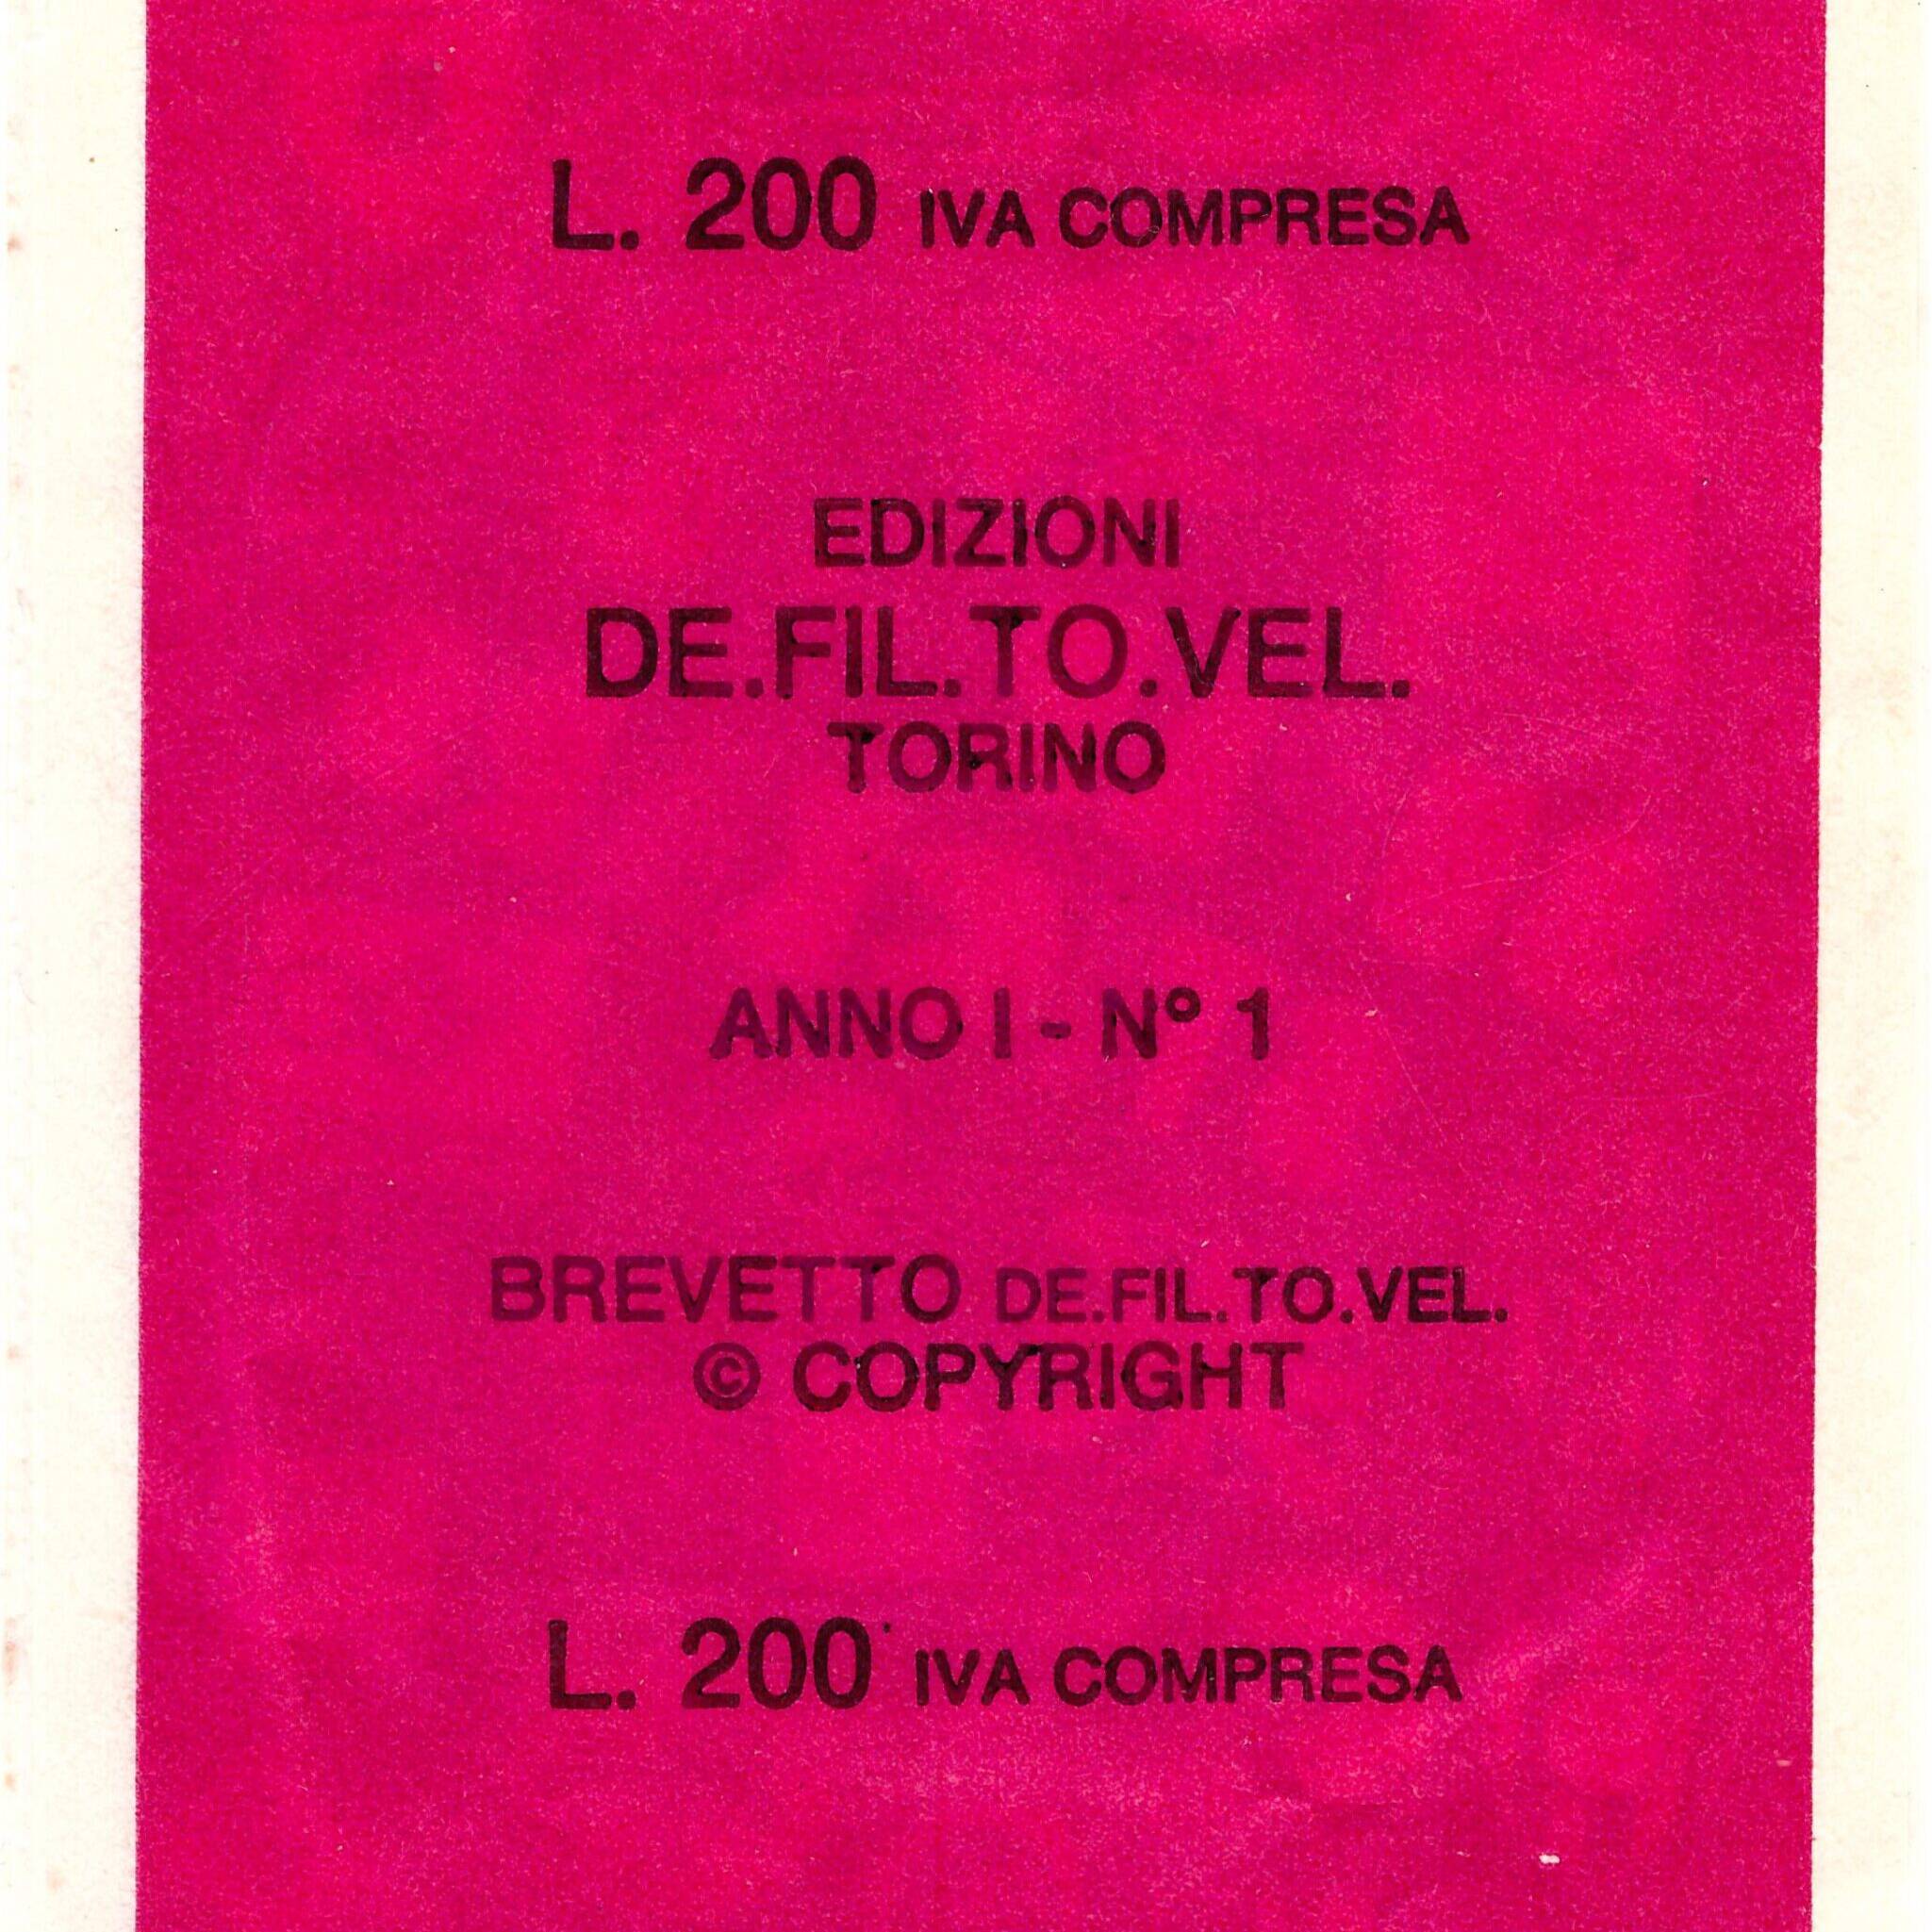 L. 200 IVA COMPRESA
EDIZIONI
DE.FIL.TO.VEL.
TORINO
ANNO I - N° 1
BREVETTO DE.FIL.TO.VEL.
© COPYRIGHT
L. 200 IVA COMPRESA